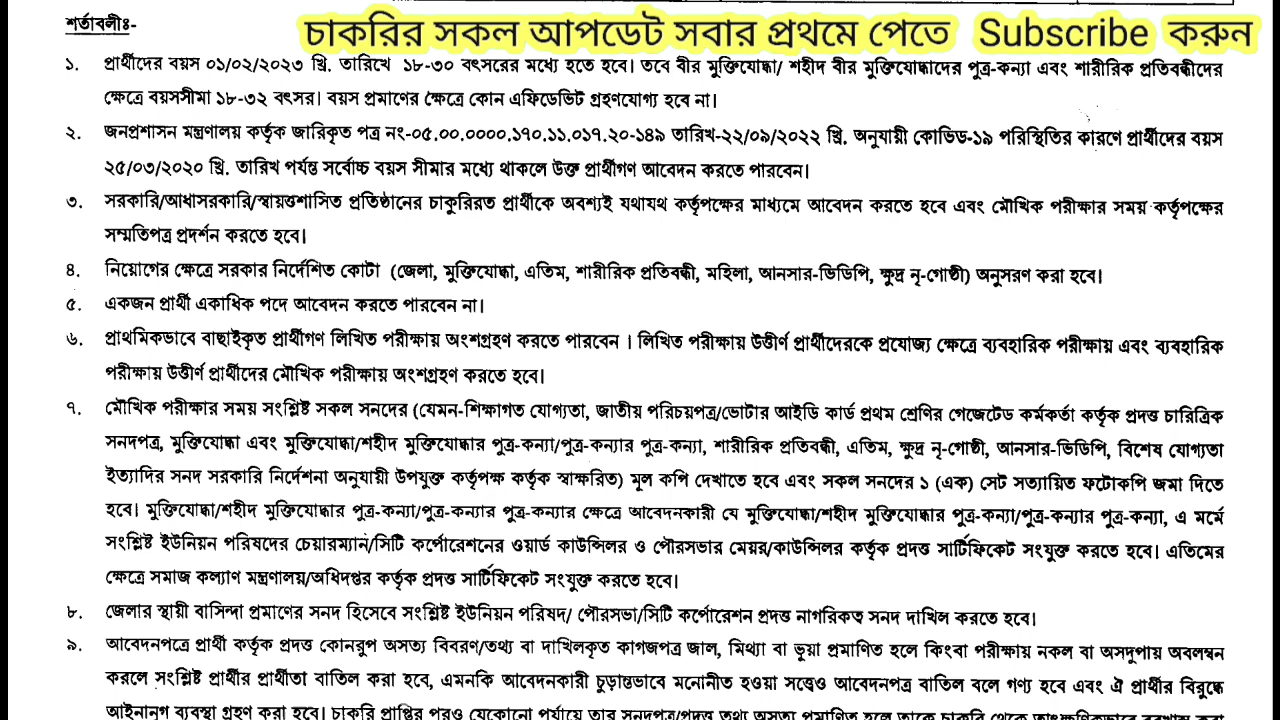 শর্তাবলীঃ-
চাকরির সকল আপডেট সবার প্রথমে পেতে Subscribe করুন
১. প্রার্থীদের বয়স ০১/০২/২০২৩ খ্রি. তারিখে ১৮-৩০ বৎসরের মধ্যে হতে হবে। তবে বীর মুক্তিযোদ্ধা/ শহীদ বীর মুক্তিযোদ্ধাদের পুত্র-কন্যা এবং শারীরিক প্রতিবন্ধীদের
ক্ষেত্রে বয়সসীমা ১৮-৩২ বৎসর। বয়স প্রমাণের ক্ষেত্রে কোন এফিডেভিট গ্রহণযোগ্য হবে না।
২. জনপ্রশাসন মন্ত্রণালয় কর্তৃক জারিকৃত পত্র নং-০৫.০০.০০০০.১৭০.১১.০১৭.২০-১৪৯ তারিখ-২২/০৯/২০২২ খ্রি. অনুযায়ী কোভিড-১৯ পরিস্থিতির কারণে প্রার্থীদের বয়স
২৫/০৩/২০২০ খ্রি. তারিখ পর্যন্ত সর্বোচ্চ বয়স সীমার মধ্যে থাকলে উক্ত প্রার্থীগণ আবেদন করতে পারবেন।
৩. সরকারি/আধাসরকারি/স্বায়ত্তশাসিত প্রতিষ্ঠানের চাকুরিরত প্রার্থীকে অবশ্যই যথাযথ কর্তৃপক্ষের মাধ্যমে আবেদন করতে হবে এবং মৌখিক পরীক্ষার সময় কর্তৃপক্ষের
সম্মতিপত্র প্রদর্শন করতে হবে।
৪. নিয়োগের ক্ষেত্রে সরকার নির্দেশিত কোটা (জেলা, মুক্তিযোদ্ধা, এতিম, শারীরিক প্রতিবন্ধী, মহিলা, আনসার-ভিডিপি, ক্ষুদ্র নৃ-গোষ্ঠী) অনুসরণ করা হবে।
৫. একজন প্রার্থী একাধিক পদে আবেদন করতে পারবেন না।
৬. প্রাথমিকভাবে বাছাইকৃত প্রার্থীগণ লিখিত পরীক্ষায় অংশগ্রহণ করতে পারবেন । লিখিত পরীক্ষায় উত্তীর্ণ প্রার্থীদেরকে প্রযোজ্য ক্ষেত্রে ব্যবহারিক পরীক্ষায় এবং ব্যবহারিক
পরীক্ষায় উত্তীর্ণ প্রার্থীদের মৌখিক পরীক্ষায় অংশগ্রহণ করতে হবে।
৭. মৌখিক পরীক্ষার সময় সংশ্লিষ্ট সকল সনদের (যেমন-শিক্ষাগত যোগ্যতা, জাতীয় পরিচয়পত্র/ভোটার আইডি কার্ড প্রথম শ্রেণির গেজেটেড কর্মকর্তা কর্তৃক প্রদত্ত চারিত্রিক
সনদপত্র, মুক্তিযোদ্ধা এবং মুক্তিযোদ্ধা/শহীদ মুক্তিযোদ্ধার পুত্র-কন্যা/পুত্র-কন্যার পুত্র-কন্যা, শারীরিক প্রতিবন্ধী, এতিম, ক্ষুদ্র নৃ-গোষ্ঠী, আনসার-ভিডিপি, বিশেষ যোগ্যতা
ইত্যাদির সনদ সরকারি নির্দেশনা অনুযায়ী উপযুক্ত কর্তৃপক্ষ কর্তৃক স্বাক্ষরিত) মূল কপি দেখাতে হবে এবং সকল সনদের ১ (এক) সেট সত্যায়িত ফটোকপি জমা দিতে
হবে। মুক্তিযোদ্ধা/শহীদ মুক্তিযোদ্ধার পুত্র-কন্যা/পুত্র-কন্যার পুত্র-কন্যার ক্ষেত্রে আবেদনকারী যে মুক্তিযোদ্ধা/শহীদ মুক্তিযোদ্ধার পুত্র-কন্যা/পুত্র-কন্যার পুত্র-কন্যা, এ মর্মে
সংশ্লিষ্ট ইউনিয়ন পরিষদের চেয়ারম্যান/সিটি কর্পোরেশনের ওয়ার্ড কাউন্সিলর ও পৌরসভার মেয়র/কাউন্সিলর কর্তৃক প্রদত্ত সার্টিফিকেট সংযুক্ত করতে হবে। এতিমের
ক্ষেত্রে সমাজ কল্যাণ মন্ত্রণালয়/অধিদপ্তর কর্তৃক প্রদত্ত সার্টিফিকেট সংযুক্ত করতে হবে।
৮. জেলার স্থায়ী বাসিন্দা প্রমাণের সনদ হিসেবে সংশ্লিষ্ট ইউনিয়ন পরিষদ/ পৌরসভা/সিটি কর্পোরেশন প্রদত্ত নাগরিকত্ব সনদ দাখিল করতে হবে।
৯. আবেদনপত্রে প্রার্থী কর্তৃক প্রদত্ত কোনরুপ অসত্য বিবরণ/তথ্য বা দাখিলকৃত কাগজপত্র জাল, মিথ্যা বা ভূয়া প্রমাণিত হলে কিংবা পরীক্ষায় নকল বা অসদুপায় অবলম্বন
করলে সংশ্লিষ্ট প্রার্থীর প্রার্থীতা বাতিল করা হবে, এমনকি আবেদনকারী চুড়ান্তভাবে মনোনীত হওয়া সত্ত্বেও আবেদনপত্র বাতিল বলে গণ্য হবে এবং ঐ প্রার্থীর বিরুদ্ধে
আইনানুগ ব্যবস্থা গ্রহণ করা হবে। চাকরি প্রাপ্তির পরও যেকোনো পর্যায়ে তার সনদপত্র/প্রদত্ত তথ্য অসত্য প্রমাণিত হলে তাকে চাকরি থেকে তাৎক্ষণিকভাবে বরখাস্ত করা